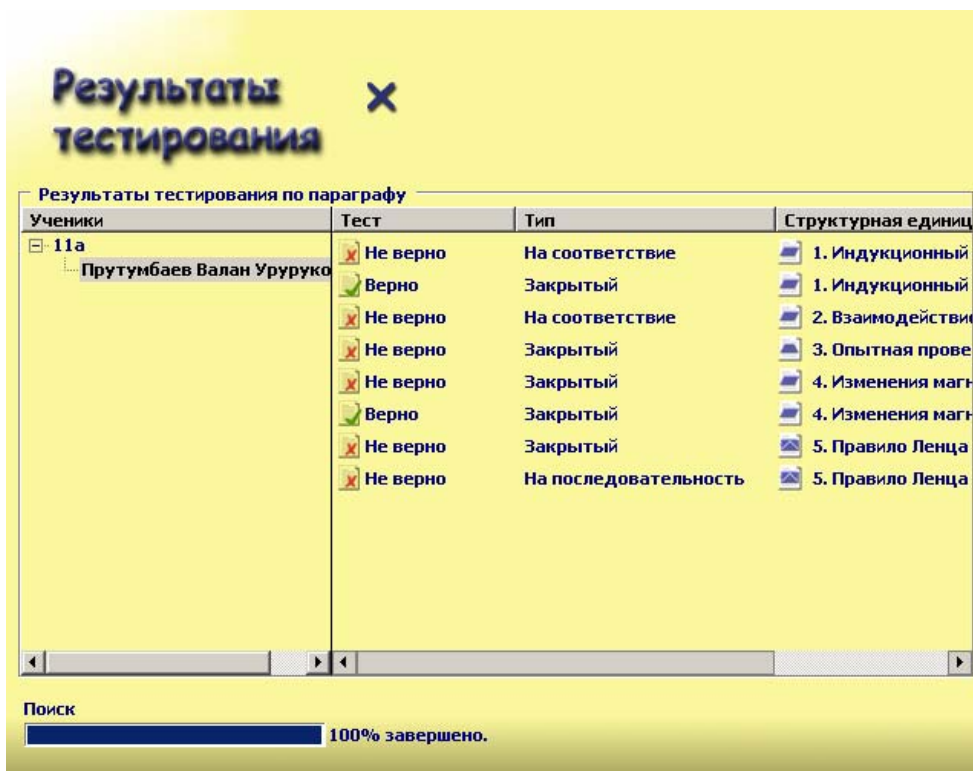 Результаты
тестирования
Результаты тестирования по параграфу
Ученики Тест Тип Структурная единиц
11а
Прутумбаев Валан Уруруко
Не верно На соответствие 1. Индукционный
Верно Закрытый 1. Индукционный
Не верно На соответствие 2. Взаимодействи
Не верно Закрытый 3. Опытная прове
Не верно Закрытый 4. Изменения магн
Верно Закрытый 4. Изменения магн
Не верно Закрытый 5. Правило Ленца
Не верно На последовательность 5. Правило Ленца
Поиск
100% завершено.